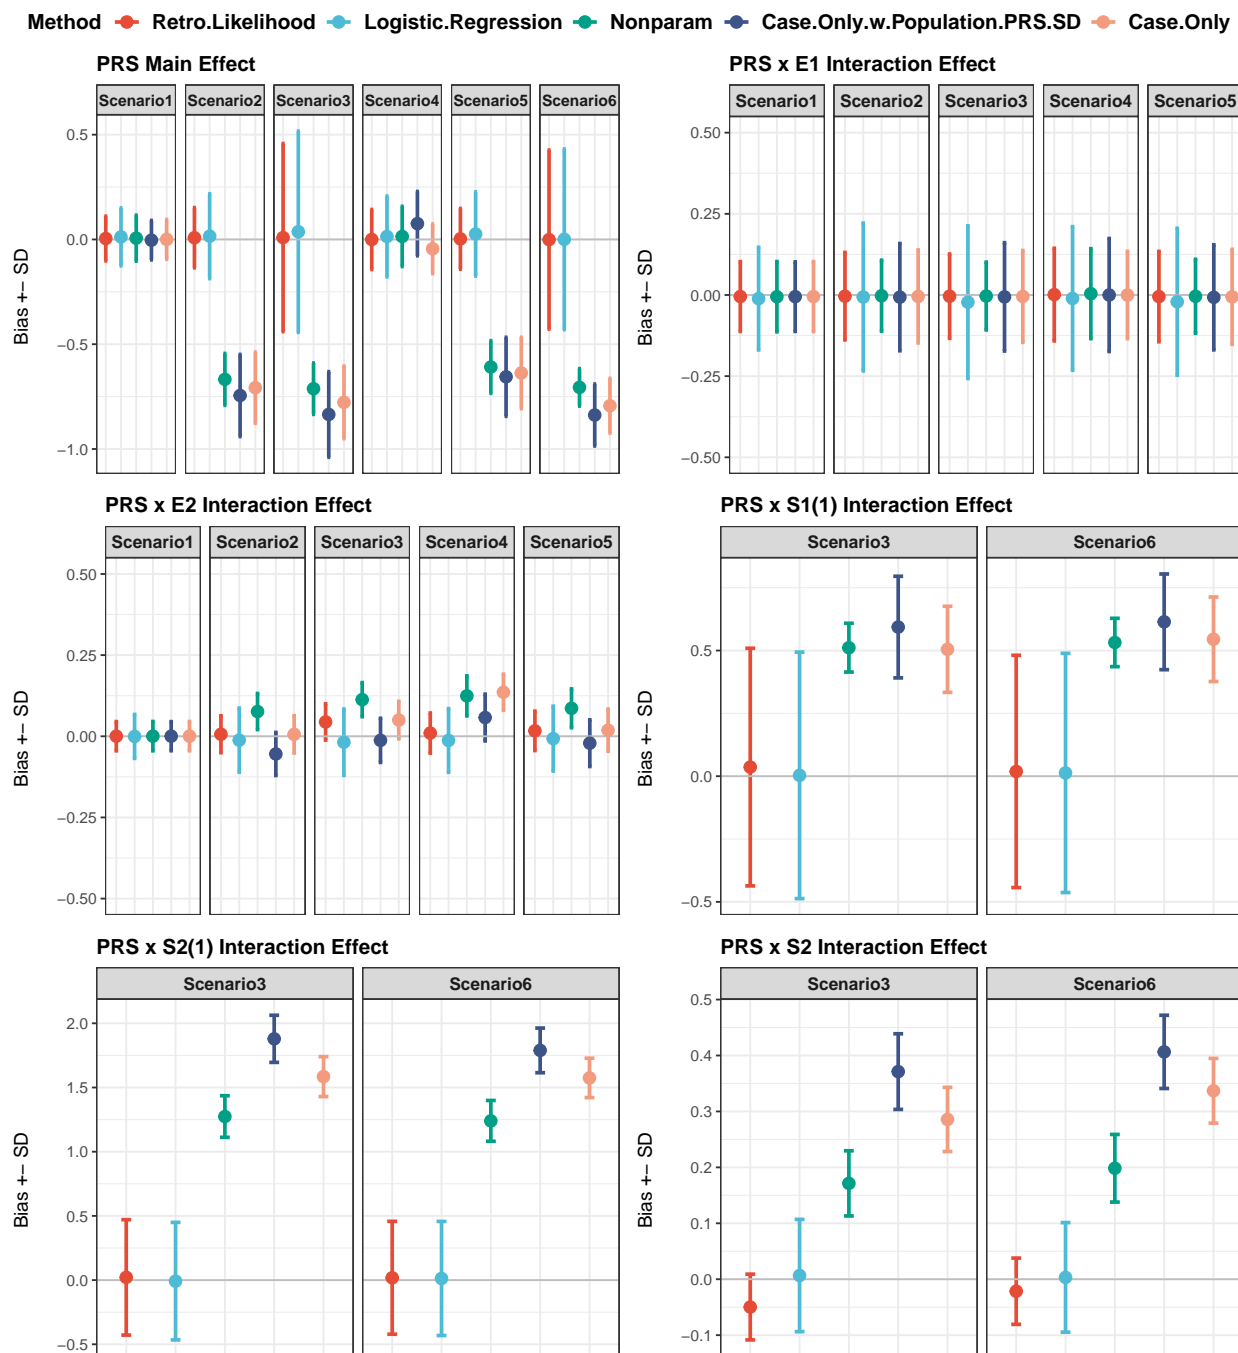 Method Retro.Likelihood Logistic.Regression Nonparam Case.Only.w.Population.PRS.SD Case.Only
PRS Main Effect
Scenario1 Scenario2 Scenario3 Scenario4 Scenario5 Scenario6
0.5
0.0
−0.5
−1.0
Bias +− SD
PRS x E1 Interaction Effect
Scenario1 Scenario2 Scenario3 Scenario4 Scenario5
0.50
0.25
0.00
−0.25
−0.50
Bias +− SD
PRS x E2 Interaction Effect
Scenario1 Scenario2 Scenario3 Scenario4 Scenario5
0.50
0.25
0.00
−0.25
−0.50
Bias +− SD
PRS x S1(1) Interaction Effect
Scenario3 Scenario6
0.5
0.0
−0.5
Bias +− SD
PRS x S2(1) Interaction Effect
Scenario3 Scenario6
2.0
1.5
1.0
0.5
0.0
−0.5
Bias +− SD
PRS x S2 Interaction Effect
Scenario3 Scenario6
0.5
0.4
0.3
0.2
0.1
0.0
−0.1
Bias +− SD